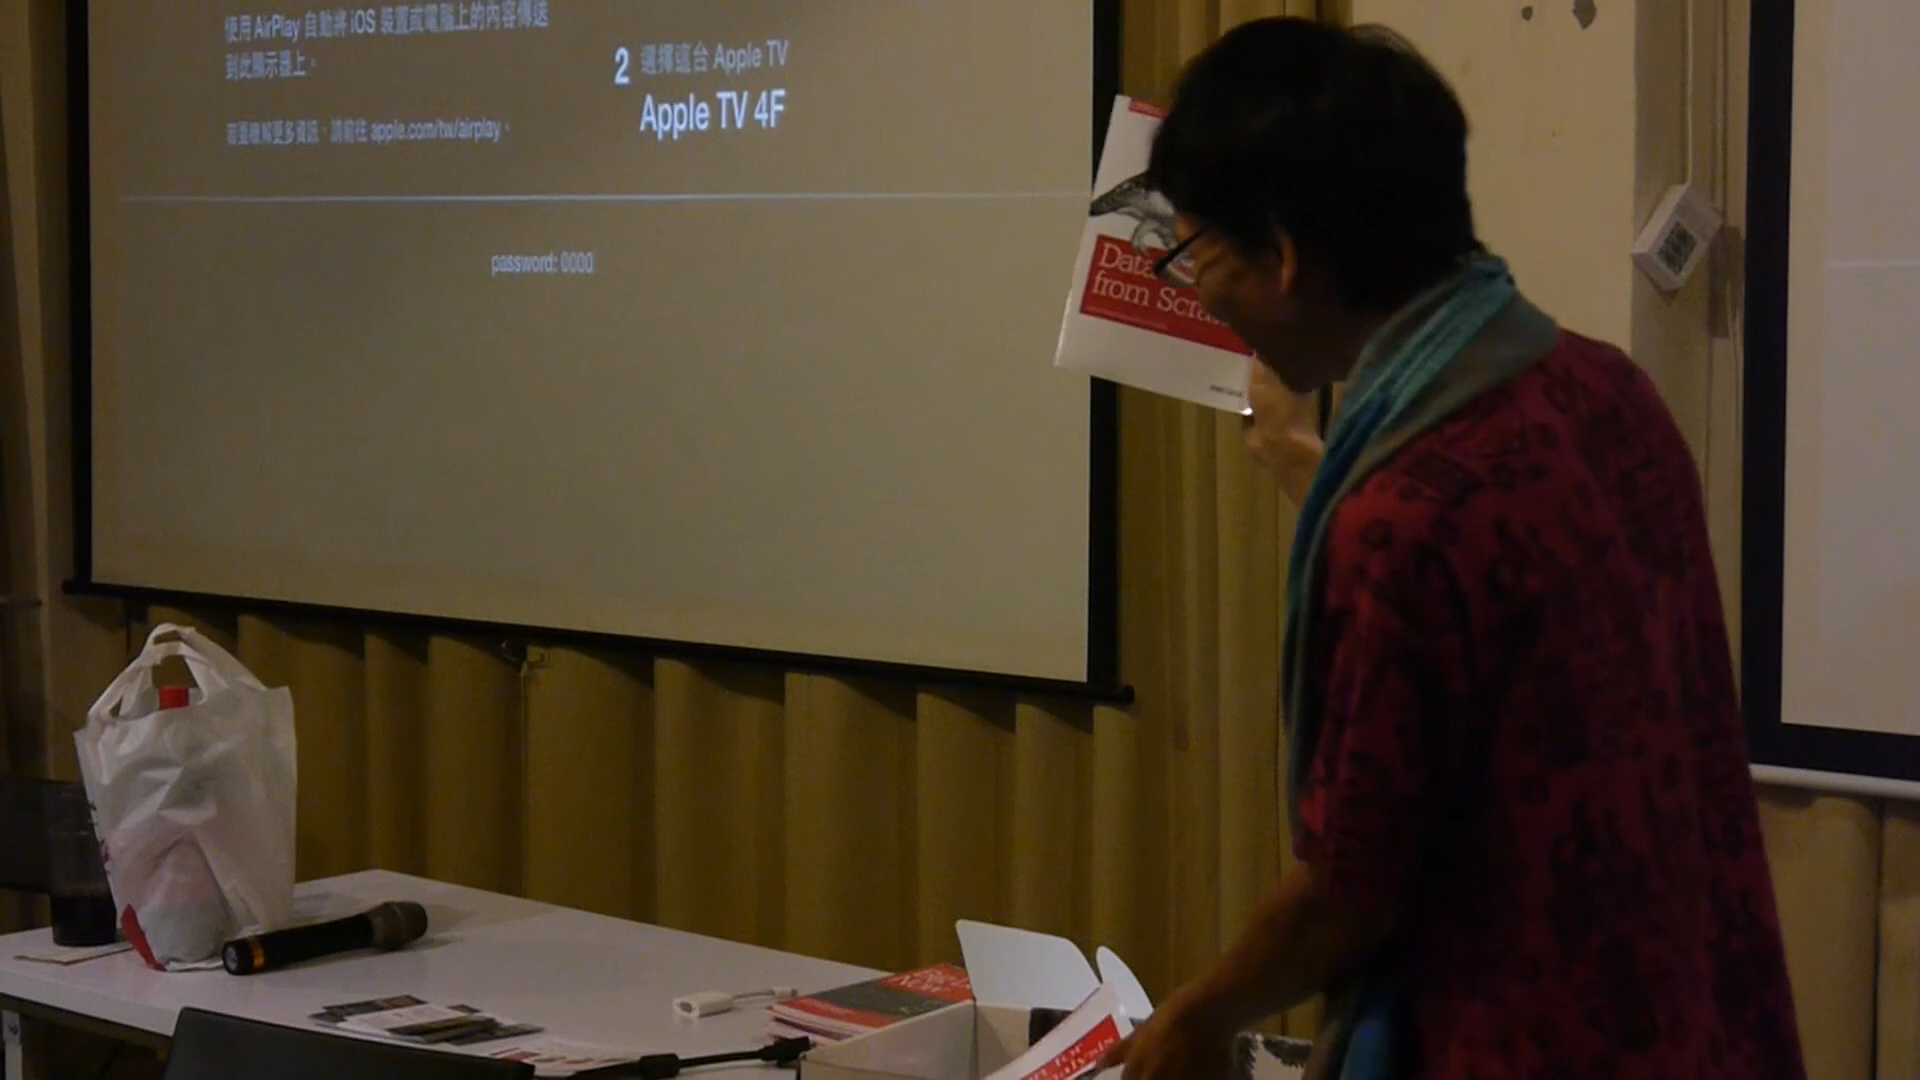 使用 AirPlay 自動將 iOS 裝置或電腦上的內容傳送
到此顯示器上。
若要瞭解更多資訊，請前往 apple.com/tw/airplay。
2 選擇這台 Apple TV
Apple TV 4F
password: 0000
Data
from Scra
for
alysis